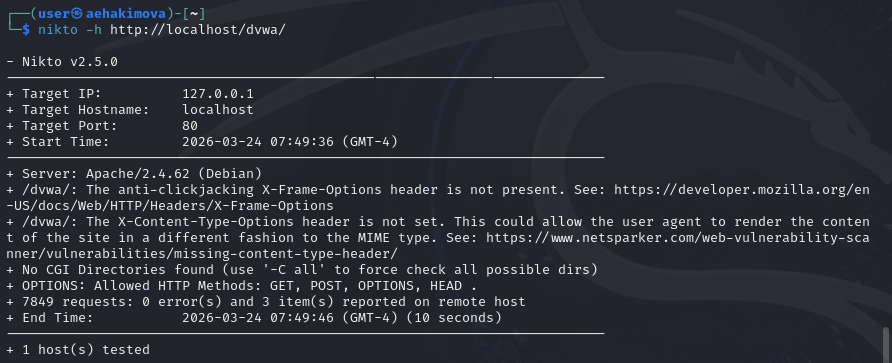 ┌──(user㉿aehakimova)-[~]
└─$ nikto -h http://localhost/dvwa/
- Nikto v2.5.0
---------------------------------------------------------------------------
+ Target IP:          127.0.0.1
+ Target Hostname:    localhost
+ Target Port:        80
+ Start Time:         2026-03-24 07:49:36 (GMT-4)
---------------------------------------------------------------------------
+ Server: Apache/2.4.62 (Debian)
+ /dvwa/: The anti-clickjacking X-Frame-Options header is not present. See: https://developer.mozilla.org/en
-US/docs/Web/HTTP/Headers/X-Frame-Options
+ /dvwa/: The X-Content-Type-Options header is not set. This could allow the user agent to render the conten
t of the site in a different fashion to the MIME type. See: https://www.netsparker.com/web-vulnerability-sca
nner/vulnerabilities/missing-content-type-header/
+ No CGI Directories found (use '-C all' to force check all possible dirs)
+ OPTIONS: Allowed HTTP Methods: GET, POST, OPTIONS, HEAD .
+ 7849 requests: 0 error(s) and 3 item(s) reported on remote host
+ End Time:           2026-03-24 07:49:46 (GMT-4) (10 seconds)
---------------------------------------------------------------------------
+ 1 host(s) tested